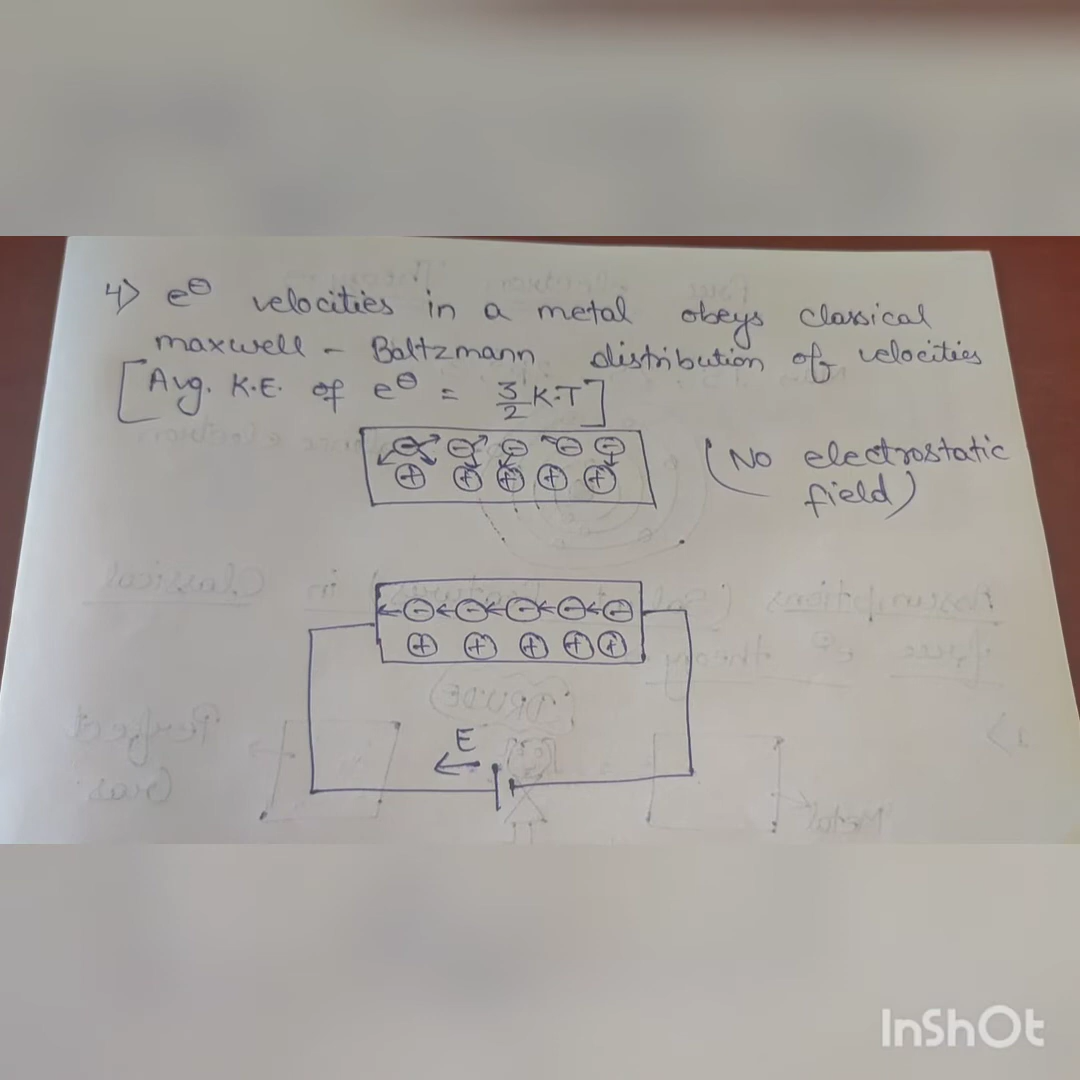 4) e⊖ velocities in a metal obeys classical
maxwell - Boltzmann distribution of velocities
[Avg. K.E. of e⊖ = 3/2 K.T]
(No electrostatic
field)
E
InShOt